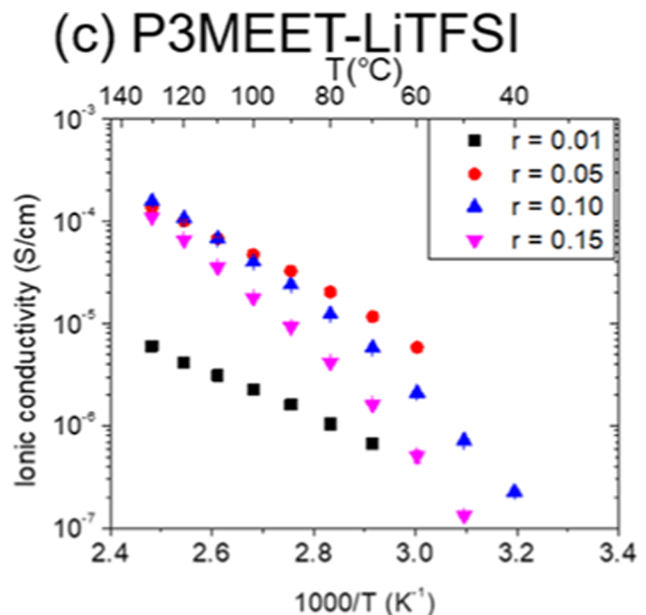 (c) P3MEET-LiTFSI
T(°C)
140 120 100 80 60 40
10⁻³
r = 0.01
r = 0.05
r = 0.10
r = 0.15
10⁻⁴
10⁻⁵
10⁻⁶
10⁻⁷
Ionic conductivity (S/cm)
2.4 2.6 2.8 3.0 3.2 3.4
1000/T (K⁻¹)